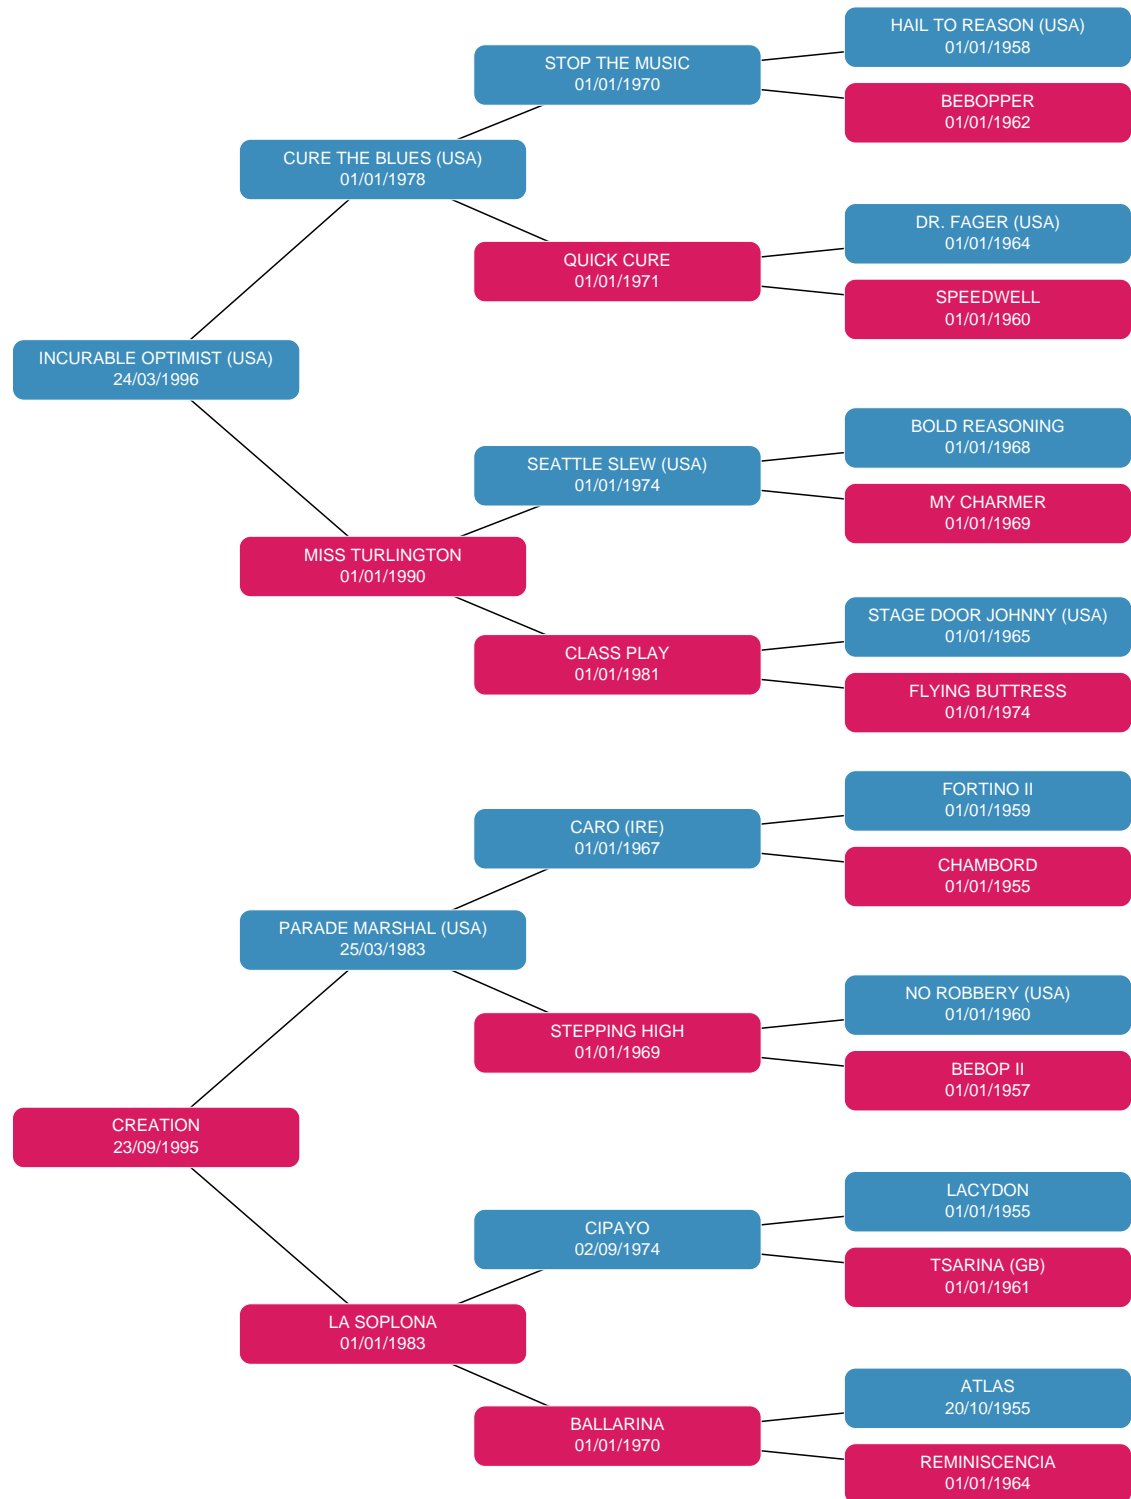 HAIL TO REASON (USA)
01/01/1958
STOP THE MUSIC
01/01/1970
BEBOPPER
01/01/1962
CURE THE BLUES (USA)
01/01/1978
DR. FAGER (USA)
01/01/1964
QUICK CURE
01/01/1971
SPEEDWELL
01/01/1960
INCURABLE OPTIMIST (USA)
24/03/1996
BOLD REASONING
01/01/1968
SEATTLE SLEW (USA)
01/01/1974
MY CHARMER
01/01/1969
MISS TURLINGTON
01/01/1990
STAGE DOOR JOHNNY (USA)
01/01/1965
CLASS PLAY
01/01/1981
FLYING BUTTRESS
01/01/1974
FORTINO II
01/01/1959
CARO (IRE)
01/01/1967
CHAMBORD
01/01/1955
PARADE MARSHAL (USA)
25/03/1983
NO ROBBERY (USA)
01/01/1960
STEPPING HIGH
01/01/1969
BEBOP II
01/01/1957
CREATION
23/09/1995
LACYDON
01/01/1955
CIPAYO
02/09/1974
TSARINA (GB)
01/01/1961
LA SOPLONA
01/01/1983
ATLAS
20/10/1955
BALLARINA
01/01/1970
REMINISCENCIA
01/01/1964